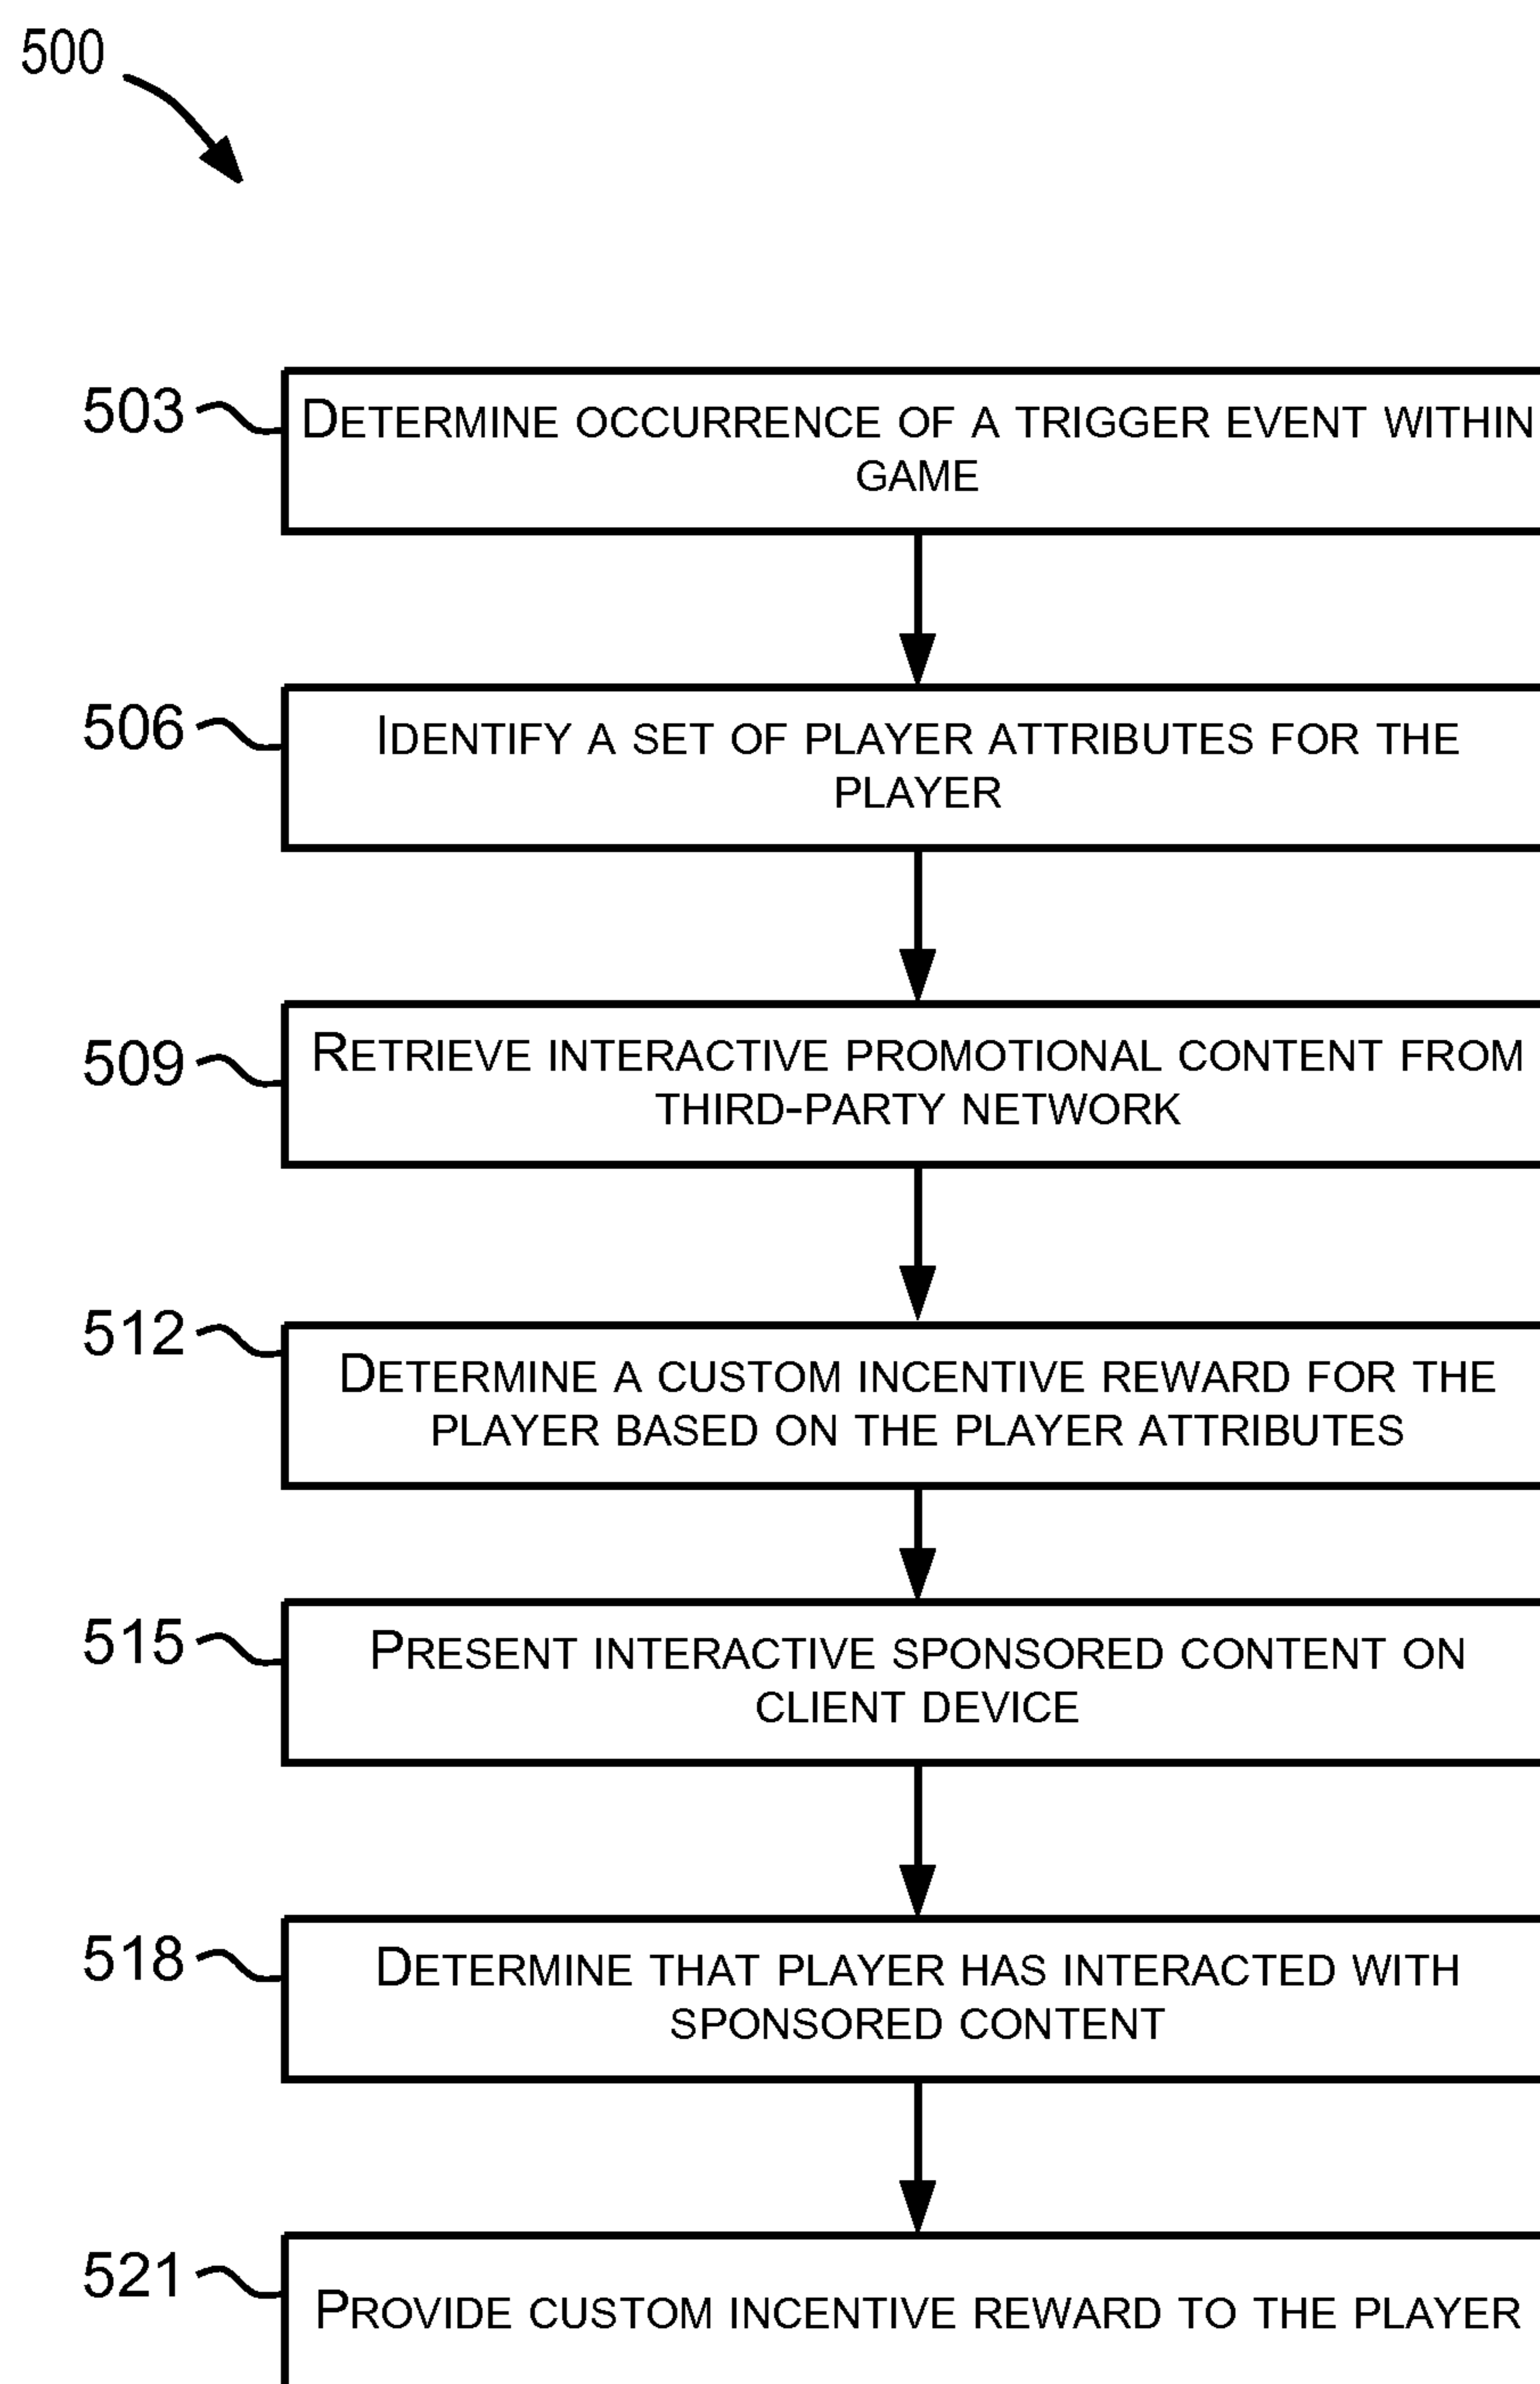 500
503
DETERMINE OCCURRENCE OF A TRIGGER EVENT WITHIN
GAME
506
IDENTIFY A SET OF PLAYER ATTRIBUTES FOR THE
PLAYER
509
RETRIEVE INTERACTIVE PROMOTIONAL CONTENT FROM
THIRD-PARTY NETWORK
512
DETERMINE A CUSTOM INCENTIVE REWARD FOR THE
PLAYER BASED ON THE PLAYER ATTRIBUTES
515
PRESENT INTERACTIVE SPONSORED CONTENT ON
CLIENT DEVICE
518
DETERMINE THAT PLAYER HAS INTERACTED WITH
SPONSORED CONTENT
521
PROVIDE CUSTOM INCENTIVE REWARD TO THE PLAYER